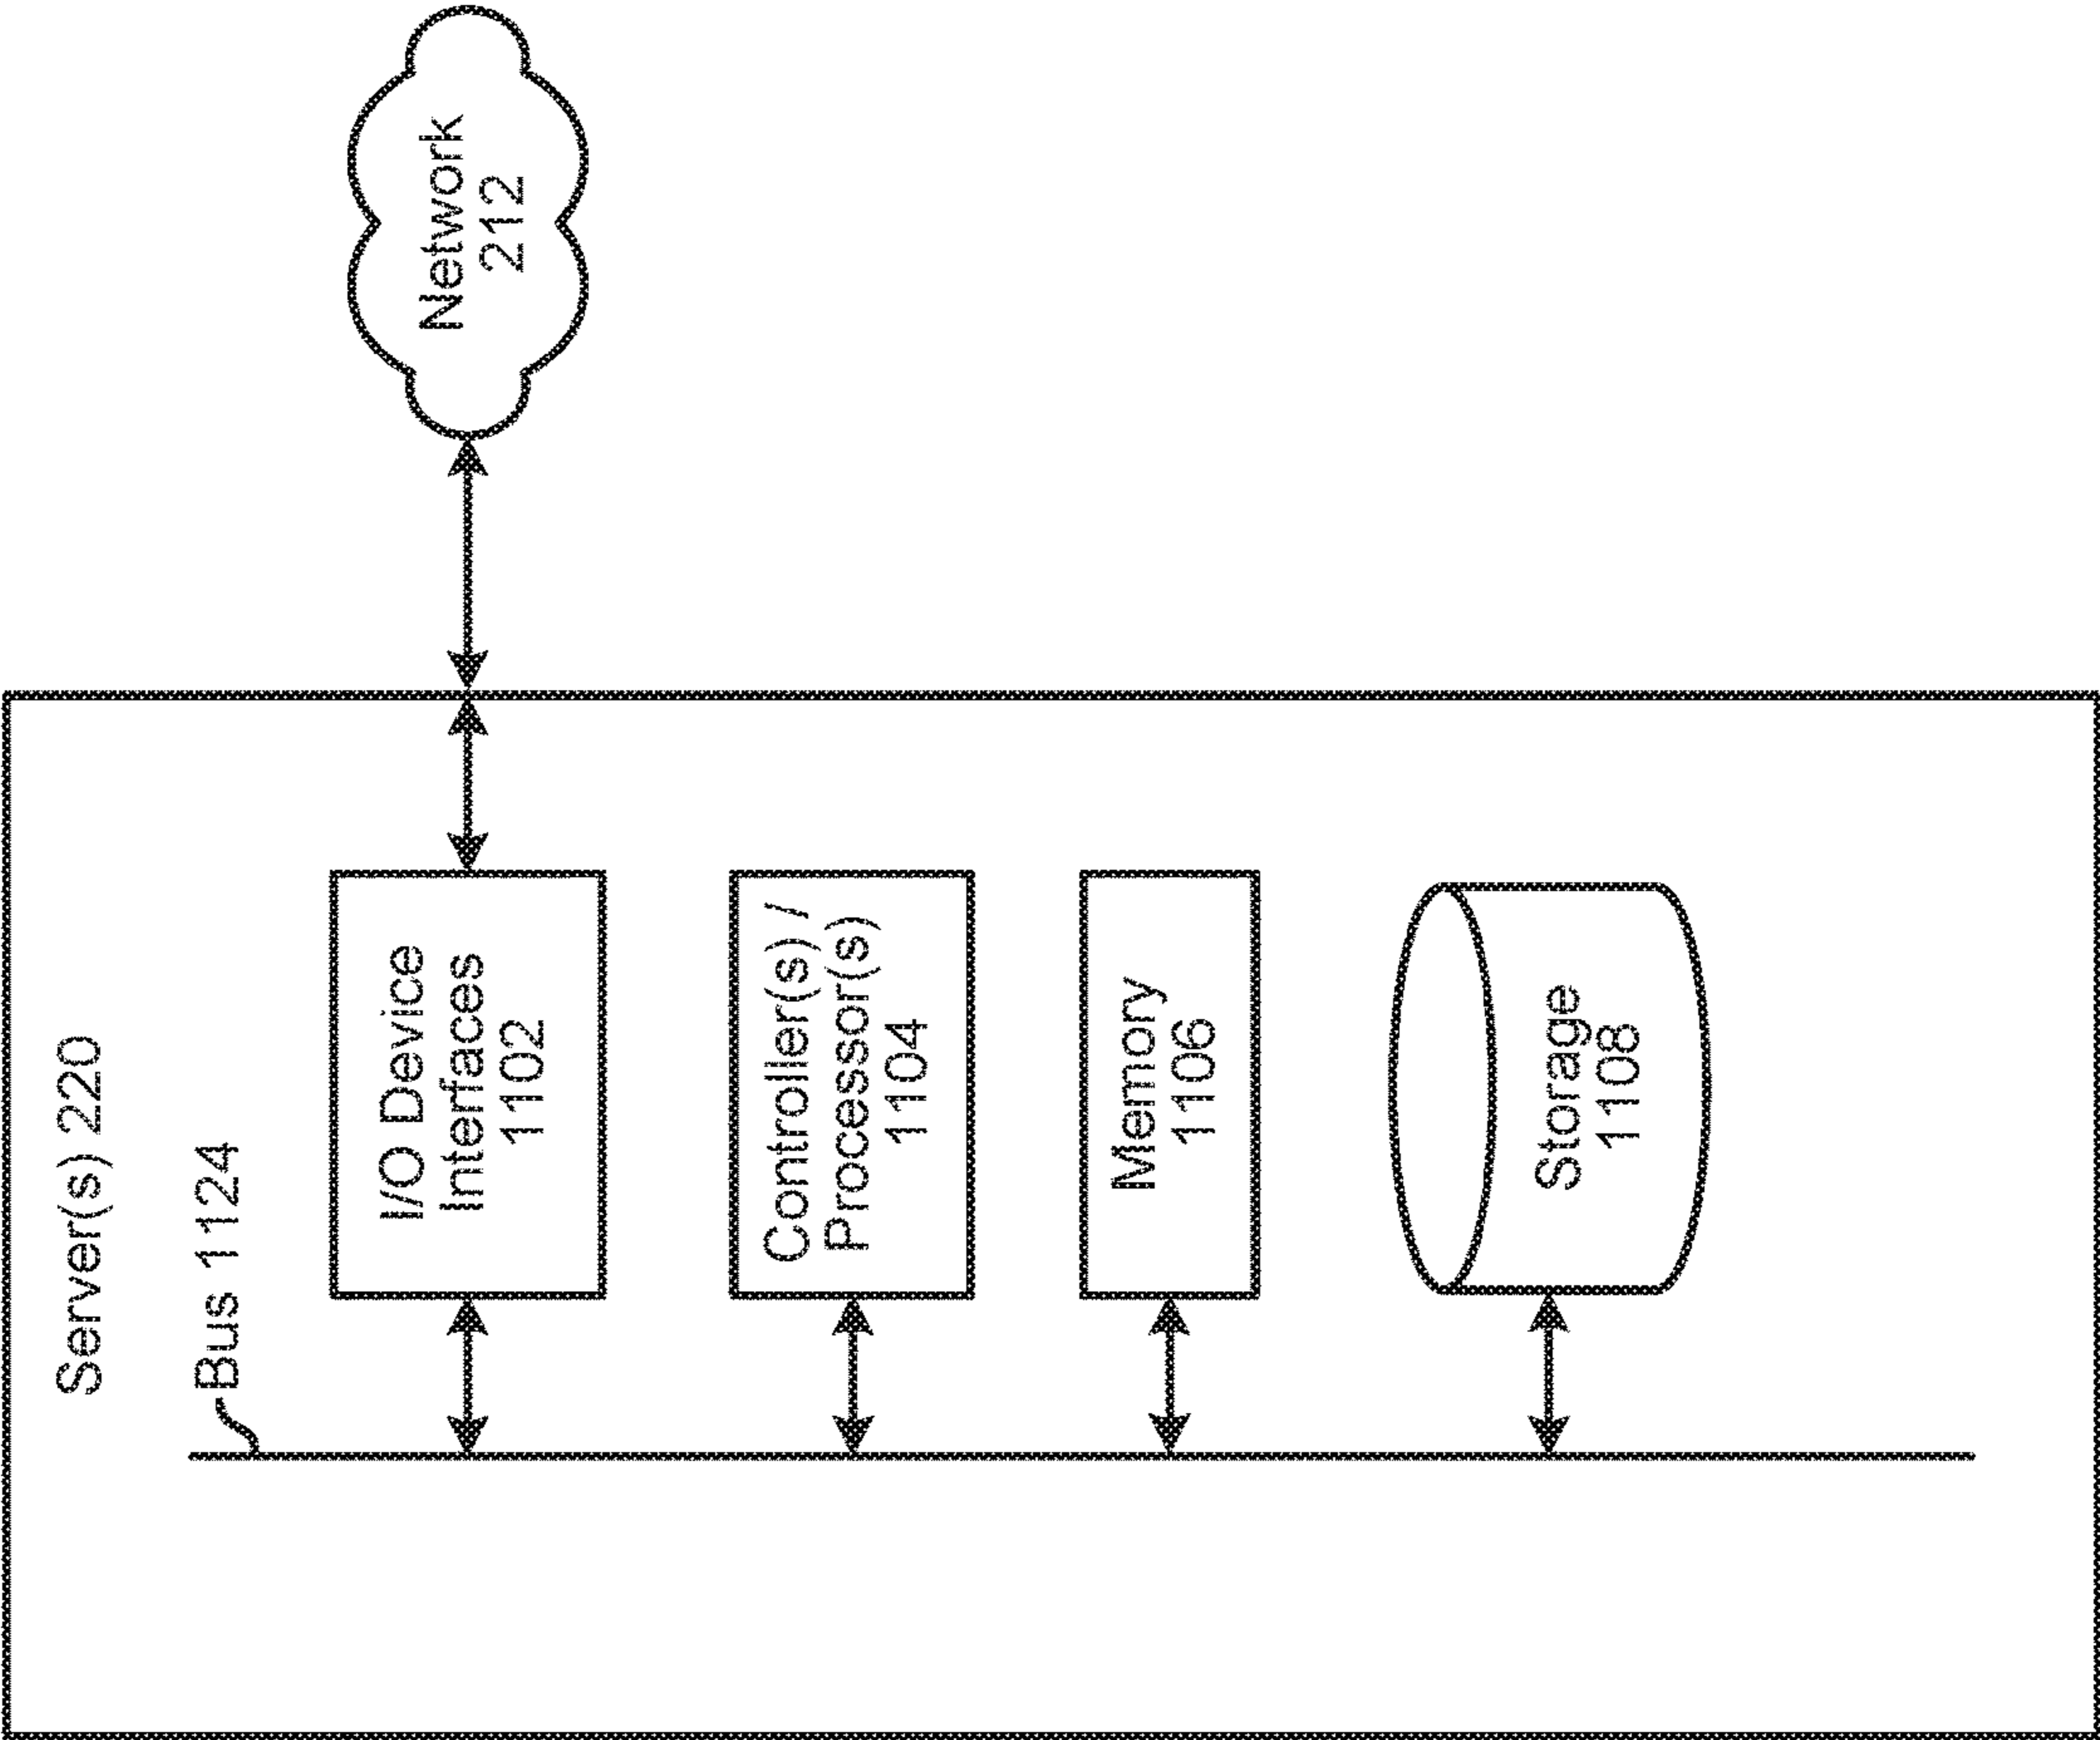 Server(s) 220
Bus 1124
I/O Device
Interfaces
1102
Network
212
Controller(s) /
Processor(s)
1104
Memory
1106
Storage
1108